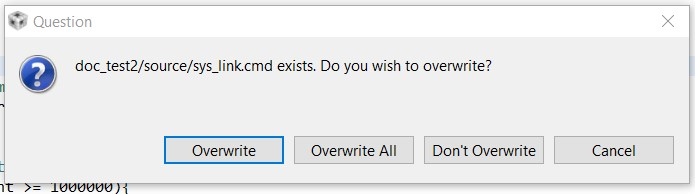 Question
doc_test2/source/sys_link.cmd exists. Do you wish to overwrite?
Overwrite
Overwrite All
Don't Overwrite
Cancel
nt >= 1000000){